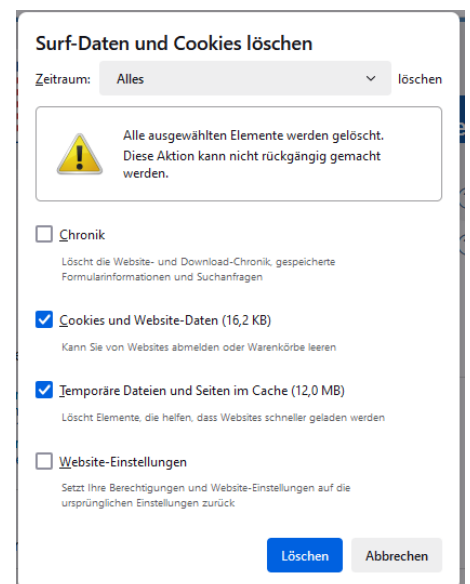 Surf-Daten und Cookies löschen
Zeitraum: Alles löschen
Alle ausgewählten Elemente werden gelöscht.
Diese Aktion kann nicht rückgängig gemacht
werden.
Chronik
Löscht die Website- und Download-Chronik, gespeicherte
Formularinformationen und Suchanfragen
Cookies und Website-Daten (16,2 KB)
Kann Sie von Websites abmelden oder Warenkörbe leeren
Temporäre Dateien und Seiten im Cache (12,0 MB)
Löscht Elemente, die helfen, dass Websites schneller geladen werden
Website-Einstellungen
Setzt Ihre Berechtigungen und Website-Einstellungen auf die
ursprünglichen Einstellungen zurück
Löschen Abbrechen